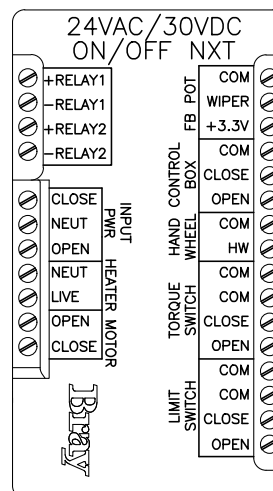 24VAC/30VDC
ON/OFF NXT
+RELAY1
-RELAY1
+RELAY2
-RELAY2
INPUT PWR
CLOSE
NEUT
OPEN
HEATER
NEUT
LIVE
MOTOR
OPEN
CLOSE
Bray
FB POT
COM
WIPER
+3.3V
CONTROL BOX
COM
CLOSE
OPEN
HAND WHEEL
COM
HW
TORQUE SWITCH
COM
COM
CLOSE
OPEN
LIMIT SWITCH
COM
COM
CLOSE
OPEN